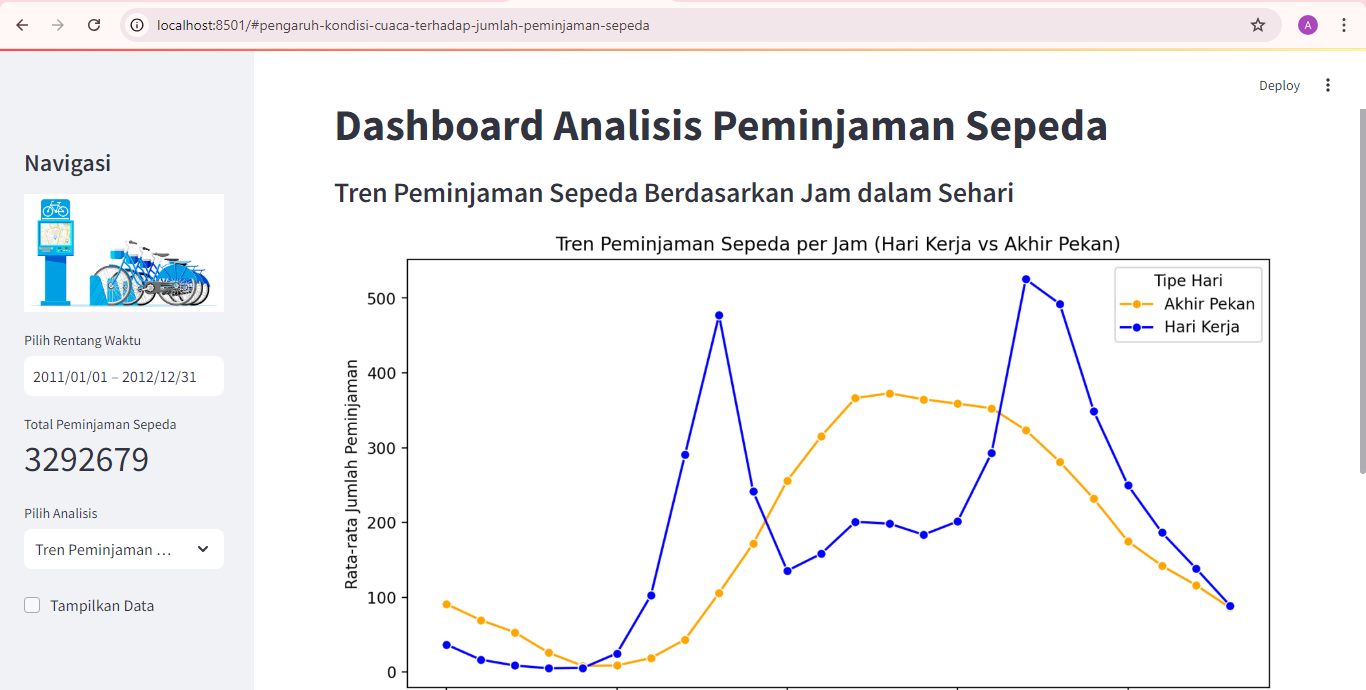 localhost:8501/#pengaruh-kondisi-cuaca-terhadap-jumlah-peminjaman-sepeda
A
Deploy
Navigasi
Pilih Rentang Waktu
2011/01/01 – 2012/12/31
Total Peminjaman Sepeda
3292679
Pilih Analisis
Tren Peminjaman ...
Tampilkan Data
Dashboard Analisis Peminjaman Sepeda
Tren Peminjaman Sepeda Berdasarkan Jam dalam Sehari
Tren Peminjaman Sepeda per Jam (Hari Kerja vs Akhir Pekan)
Tipe Hari
Akhir Pekan
Hari Kerja
Rata-rata Jumlah Peminjaman
500
400
300
200
100
0